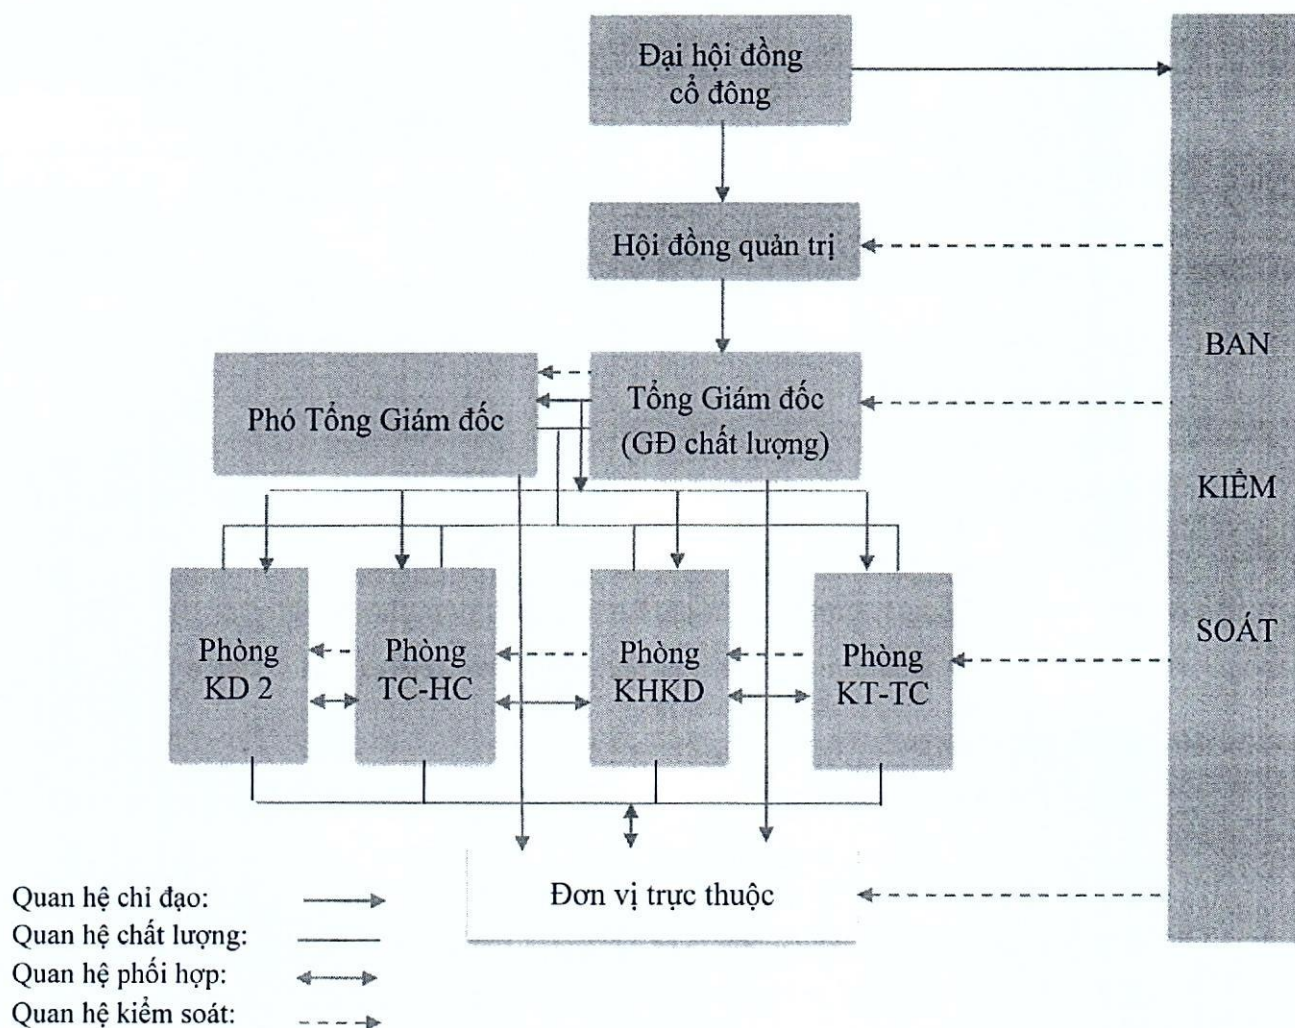 Đại hội đồng
cổ đông
Hội đồng quản trị
BAN
Phó Tổng Giám đốc
Tổng Giám đốc
(GĐ chất lượng)
KIỂM
SOÁT
Phòng
KD 2
Phòng
TC-HC
Phòng
KHKD
Phòng
KT-TC
Đơn vị trực thuộc
Quan hệ chỉ đạo:
Quan hệ chất lượng:
Quan hệ phối hợp:
Quan hệ kiểm soát: